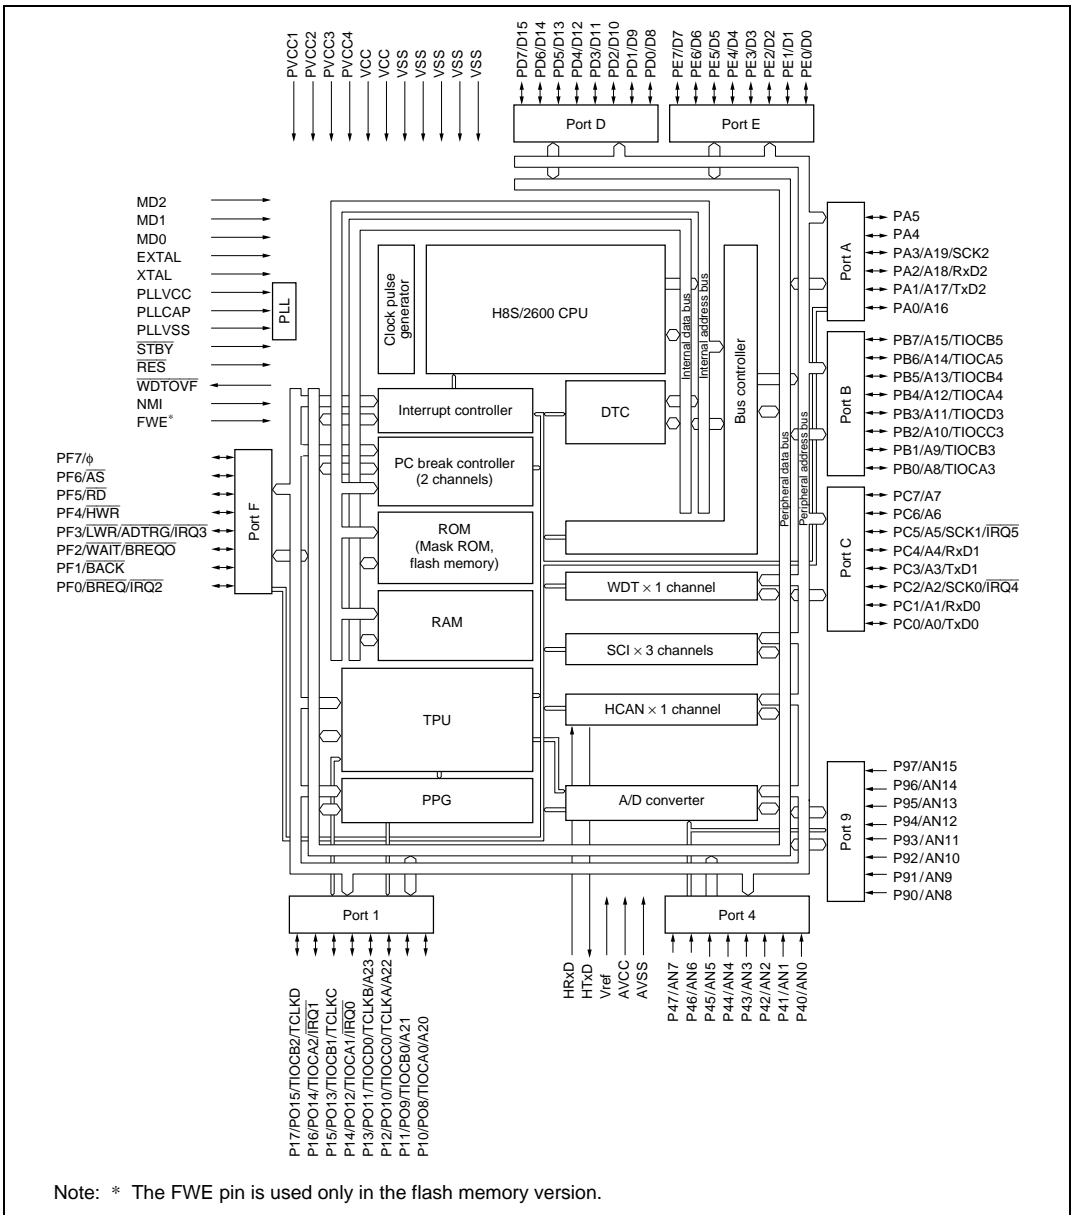 PVCC1
PVCC2
PVCC3
PVCC4
VCC
VCC
VSS
VSS
VSS
VSS
VSS
PD7/D15
PD6/D14
PD5/D13
PD4/D12
PD3/D11
PD2/D10
PD1/D9
PD0/D8
PE7/D7
PE6/D6
PE5/D5
PE4/D4
PE3/D3
PE2/D2
PE1/D1
PE0/D0
Port D
Port E
MD2
MD1
MD0
EXTAL
XTAL
PLLVCC
PLLCAP
PLLVSS
STBY
RES
WDTOVF
NMI
FWE*
PLL
Clock pulse
generator
H8S/2600 CPU
Internal data bus
Internal address bus
Bus controller
Peripheral data bus
Peripheral address bus
Interrupt controller
DTC
PC break controller
(2 channels)
ROM
(Mask ROM,
flash memory)
RAM
WDT × 1 channel
SCI × 3 channels
TPU
HCAN × 1 channel
PPG
A/D converter
Port A
PA5
PA4
PA3/A19/SCK2
PA2/A18/RxD2
PA1/A17/TxD2
PA0/A16
Port B
PB7/A15/TIOCB5
PB6/A14/TIOCA5
PB5/A13/TIOCB4
PB4/A12/TIOCA4
PB3/A11/TIOCD3
PB2/A10/TIOCC3
PB1/A9/TIOCB3
PB0/A8/TIOCA3
Port C
PC7/A7
PC6/A6
PC5/A5/SCK1/IRQ5
PC4/A4/RxD1
PC3/A3/TxD1
PC2/A2/SCK0/IRQ4
PC1/A1/RxD0
PC0/A0/TxD0
PF7/ϕ
PF6/AS
PF5/RD
PF4/HWR
PF3/LWR/ADTRG/IRQ3
PF2/WAIT/BREQO
PF1/BACK
PF0/BREQ/IRQ2
Port F
Port 9
P97/AN15
P96/AN14
P95/AN13
P94/AN12
P93/AN11
P92/AN10
P91/AN9
P90/AN8
Port 1
Port 4
P17/PO15/TIOCB2/TCLKD
P16/PO14/TIOCA2/IRQ1
P15/PO13/TIOCB1/TCLKC
P14/PO12/TIOCA1/IRQ0
P13/PO11/TIOCD0/TCLKB/A23
P12/PO10/TIOCC0/TCLKA/A22
P11/PO9/TIOCB0/A21
P10/PO8/TIOCA0/A20
HRxD
HTxD
Vref
AVCC
AVSS
P47/AN7
P46/AN6
P45/AN5
P44/AN4
P43/AN3
P42/AN2
P41/AN1
P40/AN0
Note: * The FWE pin is used only in the flash memory version.